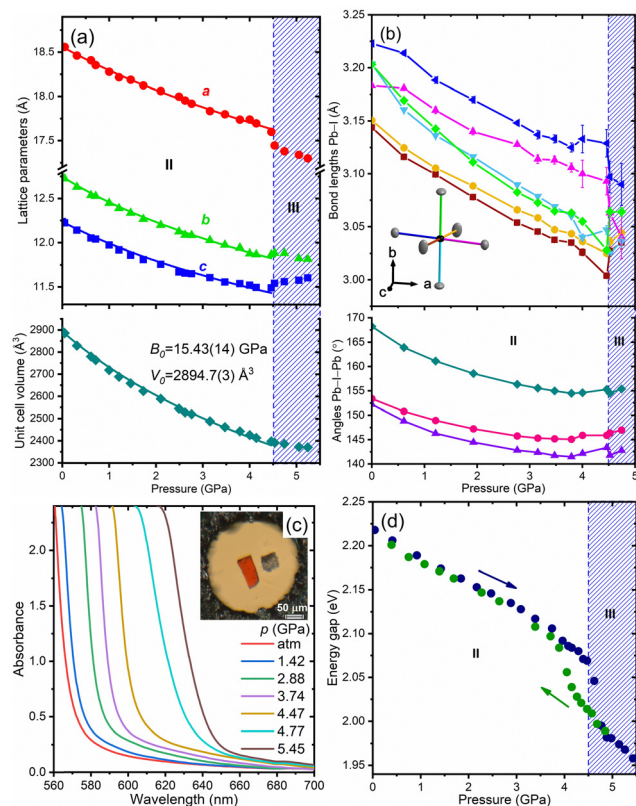 (a)
18.5
18.0
17.5
12.5
12.0
11.5
Lattice parameters (Å)
a
b
c
II
III
2900
2800
2700
2600
2500
2400
2300
Unit cell volume (Å³)
B₀=15.43(14) GPa
V₀=2894.7(3) Å³
0 1 2 3 4 5
Pressure (GPa)
(b)
3.20
3.15
3.10
3.05
3.00
Bond lengths Pb–I (Å)
b
c
a
175
170
165
160
155
150
145
140
Angles Pb–I–Pb (°)
II
III
0 1 2 3 4 5
Pressure (GPa)
(c)
2.0
1.5
1.0
0.5
0.0
Absorbance
50 μm
p (GPa)
atm
1.42
2.88
3.74
4.47
4.77
5.45
560 580 600 620 640 660 680 700
Wavelength (nm)
(d)
2.20
2.15
2.10
2.05
2.00
1.95
Energy gap (eV)
II
III
0 1 2 3 4 5
Pressure (GPa)